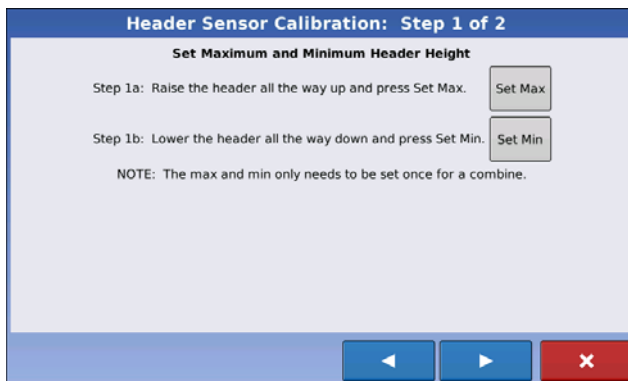 Header Sensor Calibration: Step 1 of 2
Set Maximum and Minimum Header Height
Step 1a: Raise the header all the way up and press Set Max.
Set Max
Step 1b: Lower the header all the way down and press Set Min.
Set Min
NOTE: The max and min only needs to be set once for a combine.